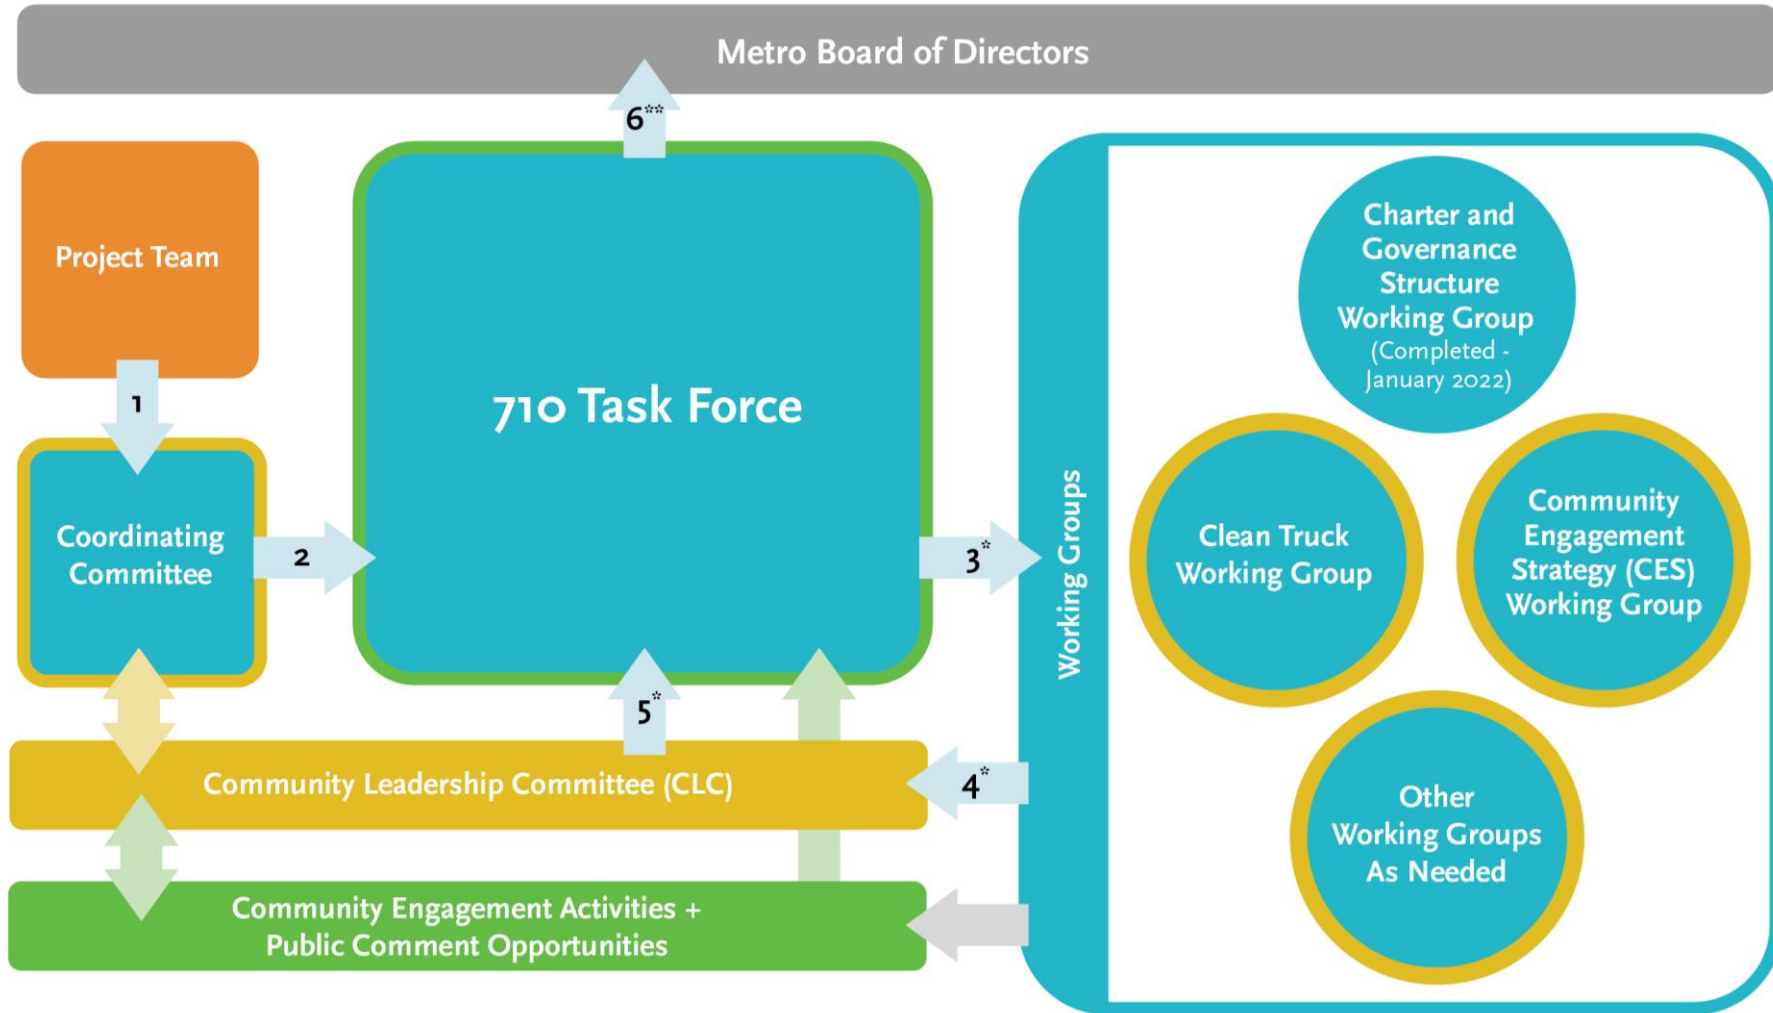 Metro Board of Directors
6**
Project Team
1
Coordinating
Committee
2
710 Task Force
3*
5*
Community Leadership Committee (CLC)
4*
Community Engagement Activities +
Public Comment Opportunities
Working Groups
Charter and
Governance
Structure
Working Group
(Completed -
January 2022)
Clean Truck
Working Group
Community
Engagement
Strategy (CES)
Working Group
Other
Working Groups
As Needed